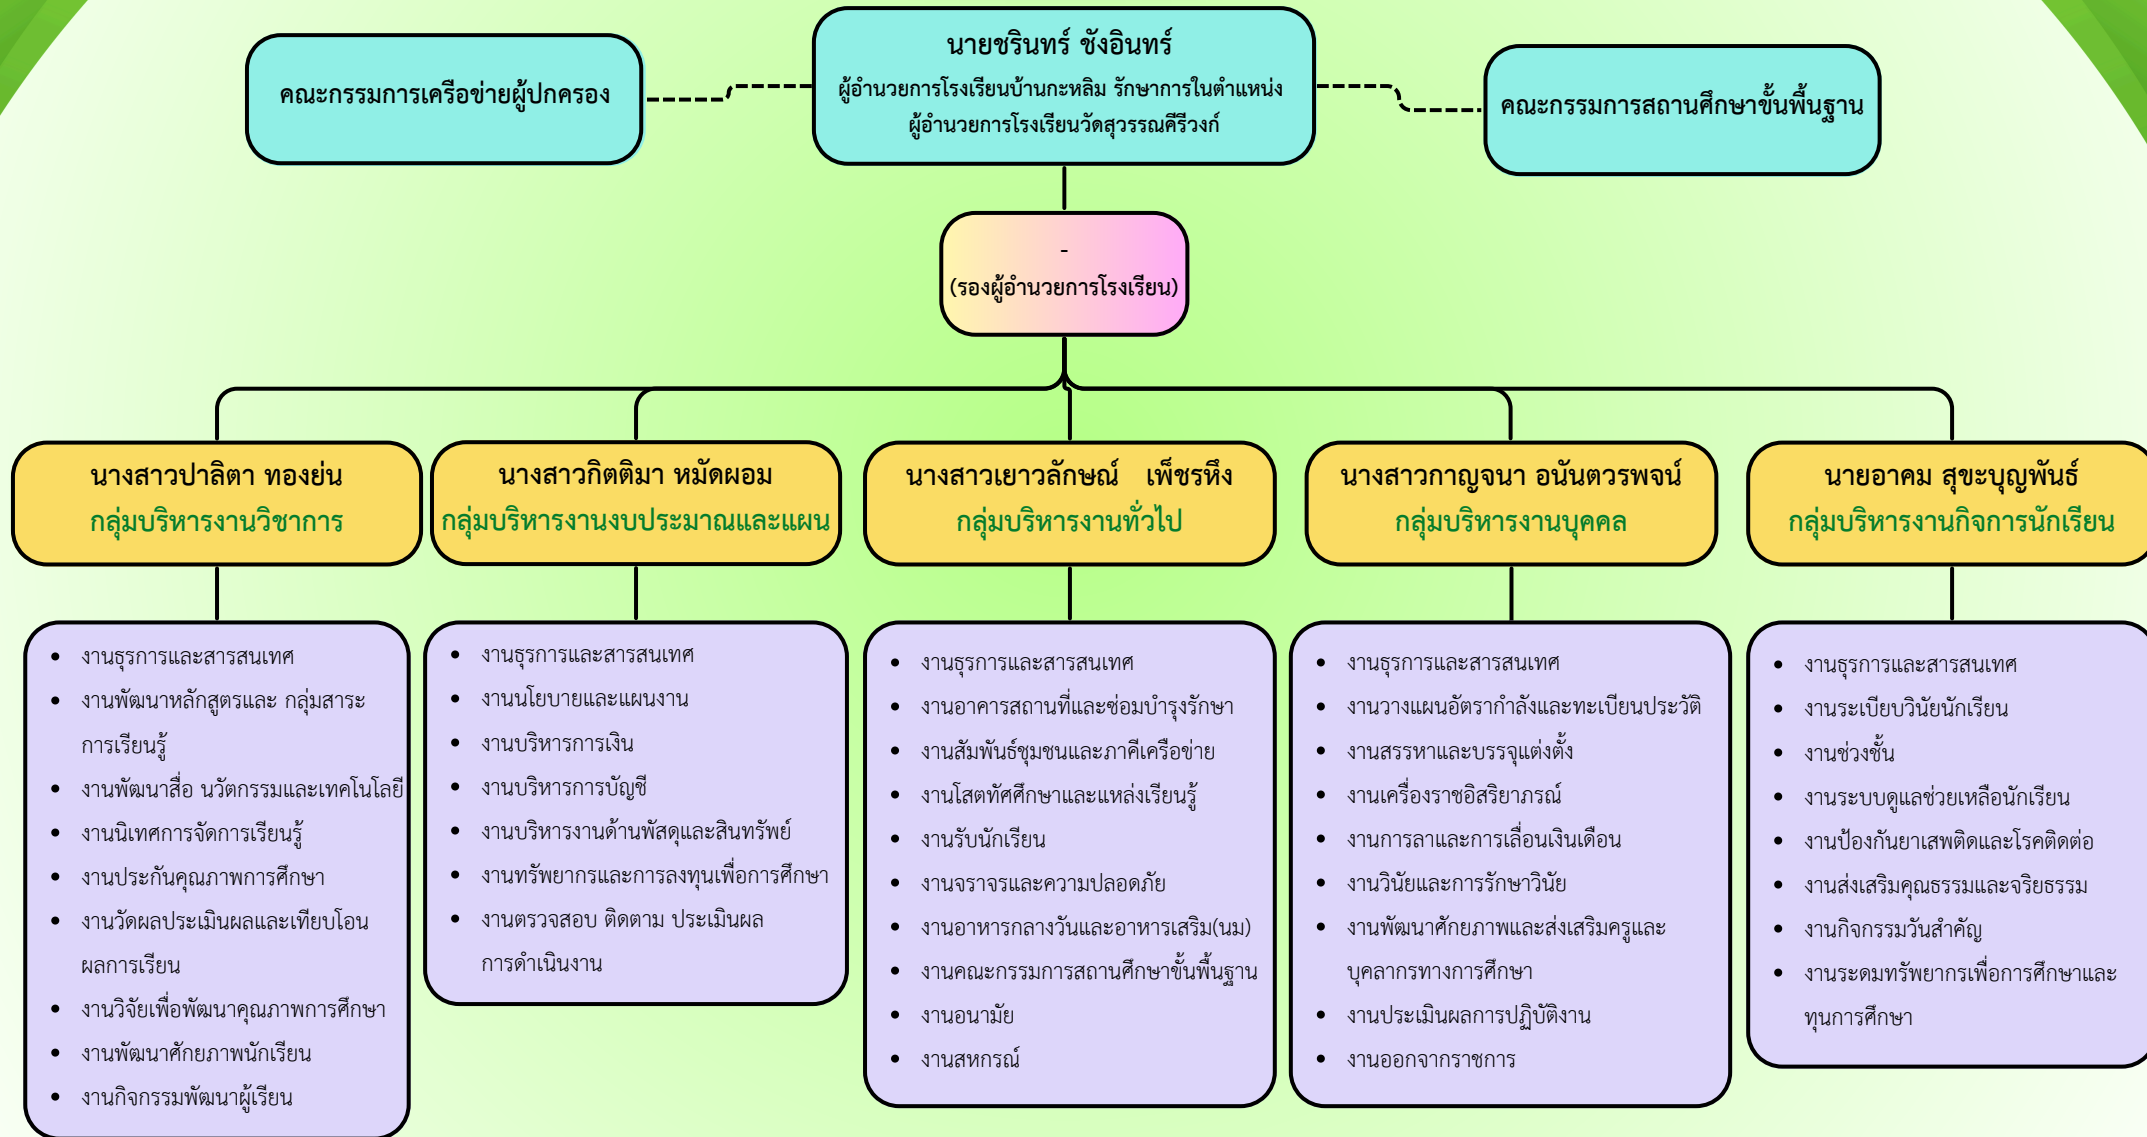 คณะกรรมการเครือข่ายผู้ปกครอง
นายชรินทร์ ชังอินทร์
ผู้อำนวยการโรงเรียนบ้านกะหลิม รักษาการในตำแหน่ง
ผู้อำนวยการโรงเรียนวัดสุวรรณคีรีวงก์
คณะกรรมการสถานศึกษาขั้นพื้นฐาน
-
(รองผู้อำนวยการโรงเรียน)
นางสาวปาลิตา ทองย่น
กลุ่มบริหารงานวิชาการ
นางสาวกิตติมา หมัดผอม
กลุ่มบริหารงานงบประมาณและแผน
นางสาวเยาวลักษณ์ เพ็ชรหึง
กลุ่มบริหารงานทั่วไป
นางสาวกาญจนา อนันตวรพจน์
กลุ่มบริหารงานบุคคล
นายอาคม สุขะบุญพันธ์
กลุ่มบริหารงานกิจการนักเรียน
• งานธุรการและสารสนเทศ
• งานพัฒนาหลักสูตรและ กลุ่มสาระ
การเรียนรู้
• งานพัฒนาสื่อ นวัตกรรมและเทคโนโลยี
• งานนิเทศการจัดการเรียนรู้
• งานประกันคุณภาพการศึกษา
• งานวัดผลประเมินผลและเทียบโอน
ผลการเรียน
• งานวิจัยเพื่อพัฒนาคุณภาพการศึกษา
• งานพัฒนาศักยภาพนักเรียน
• งานกิจกรรมพัฒนาผู้เรียน
• งานธุรการและสารสนเทศ
• งานนโยบายและแผนงาน
• งานบริหารการเงิน
• งานบริหารการบัญชี
• งานบริหารงานด้านพัสดุและสินทรัพย์
• งานทรัพยากรและการลงทุนเพื่อการศึกษา
• งานตรวจสอบ ติดตาม ประเมินผล
การดำเนินงาน
• งานธุรการและสารสนเทศ
• งานอาคารสถานที่และซ่อมบำรุงรักษา
• งานสัมพันธ์ชุมชนและภาคีเครือข่าย
• งานโสตทัศศึกษาและแหล่งเรียนรู้
• งานรับนักเรียน
• งานจราจรและความปลอดภัย
• งานอาหารกลางวันและอาหารเสริม(นม)
• งานคณะกรรมการสถานศึกษาขั้นพื้นฐาน
• งานอนามัย
• งานสหกรณ์
• งานธุรการและสารสนเทศ
• งานวางแผนอัตรากำลังและทะเบียนประวัติ
• งานสรรหาและบรรจุแต่งตั้ง
• งานเครื่องราชอิสริยาภรณ์
• งานการลาและการเลื่อนเงินเดือน
• งานวินัยและการรักษาวินัย
• งานพัฒนาศักยภาพและส่งเสริมครูและ
บุคลากรทางการศึกษา
• งานประเมินผลการปฏิบัติงาน
• งานออกจากราชการ
• งานธุรการและสารสนเทศ
• งานระเบียบวินัยนักเรียน
• งานช่วงชั้น
• งานระบบดูแลช่วยเหลือนักเรียน
• งานป้องกันยาเสพติดและโรคติดต่อ
• งานส่งเสริมคุณธรรมและจริยธรรม
• งานกิจกรรมวันสำคัญ
• งานระดมทรัพยากรเพื่อการศึกษาและ
ทุนการศึกษา